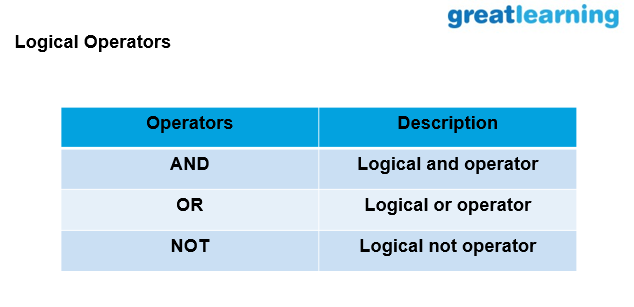 greatlearning
Logical Operators
Operators Description
AND Logical and operator
OR Logical or operator
NOT Logical not operator